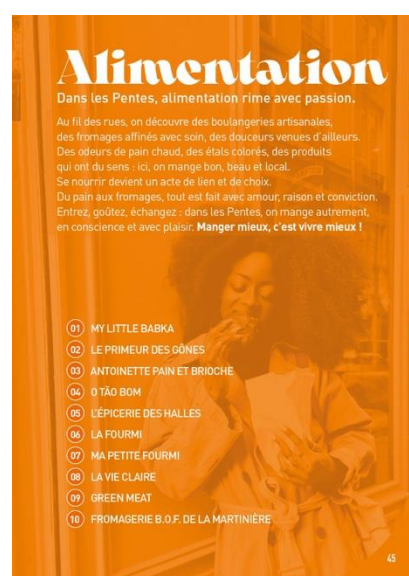 Alimentation
Dans les Pentes, alimentation rime avec passion.
Au fil des rues, on découvre des boulangeries artisanales,
des fromages affinés avec soin, des douceurs venues d'ailleurs.
Des odeurs de pain chaud, des étals colorés, des produits
qui ont du sens : ici, on mange bon, beau et local.
Se nourrir devient un acte de lien et de choix.
Du pain aux fromages, tout est fait avec amour, raison et conviction.
Entrez, goûtez, échangez : dans les Pentes, on mange autrement,
en conscience et avec plaisir. Manger mieux, c'est vivre mieux !
01 MY LITTLE BABKA
02 LE PRIMEUR DES GÔNES
03 ANTOINETTE PAIN ET BRIOCHE
04 O TÃO BOM
05 L'ÉPICERIE DES HALLES
06 LA FOURMI
07 MA PETITE FOURMI
08 LA VIE CLAIRE
09 GREEN MEAT
10 FROMAGERIE B.O.F. DE LA MARTINIÈRE
45